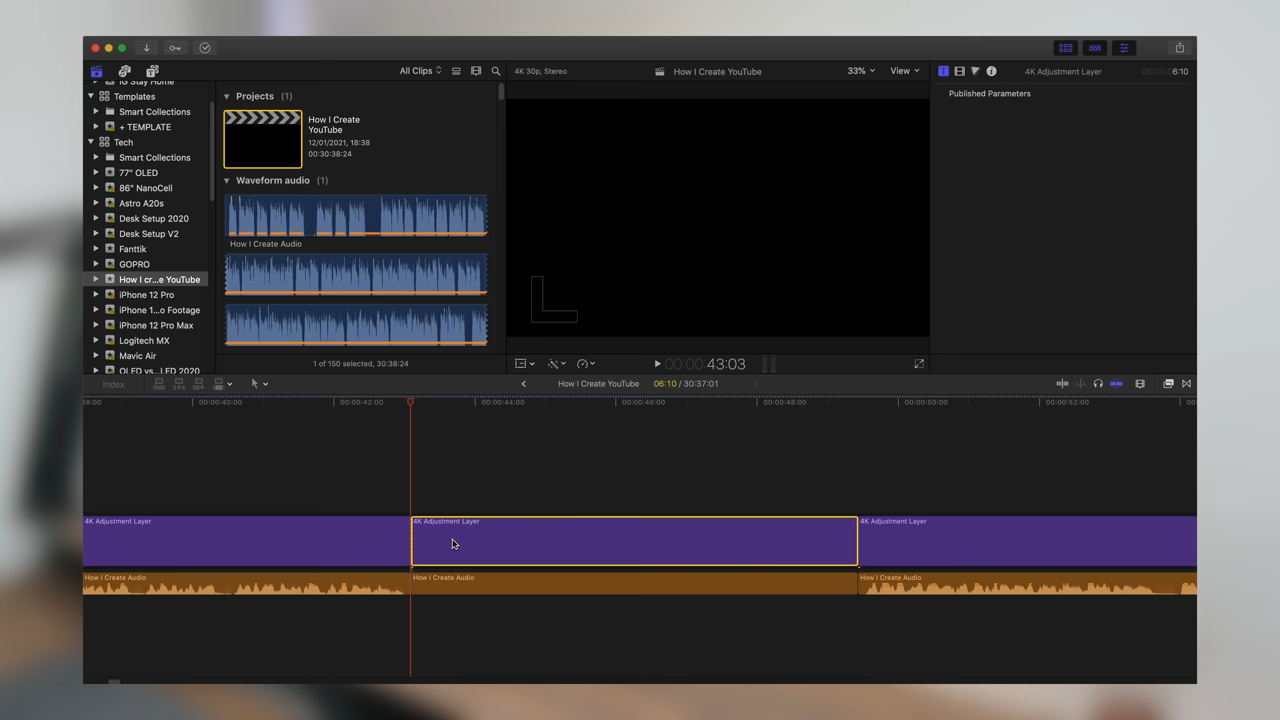 All Clips
4K 30p, Stereo
How I Create YouTube
33%
View
4K Adjustment Layer
00:00:06:10
IG Stay Home
Templates
Smart Collections
+ TEMPLATE
Tech
Smart Collections
77" OLED
86" NanoCell
Astro A20s
Desk Setup 2020
Desk Setup V2
Fanttik
GOPRO
How I cr...e YouTube
iPhone 12 Pro
iPhone 1...o Footage
iPhone 12 Pro Max
Logitech MX
Mavic Air
OLED vs...LED 2020
Projects (1)
How I Create
YouTube
12/01/2021, 18:38
00:30:38:24
Waveform audio (1)
How I Create Audio
1 of 150 selected, 30:38:24
Published Parameters
00:00:43:03
Index
How I Create YouTube
06:10 / 30:37:01
38:00
00:00:40:00
00:00:42:00
00:00:44:00
00:00:46:00
00:00:48:00
00:00:50:00
00:00:52:00
4K Adjustment Layer
4K Adjustment Layer
4K Adjustment Layer
How I Create Audio
How I Create Audio
How I Create Audio